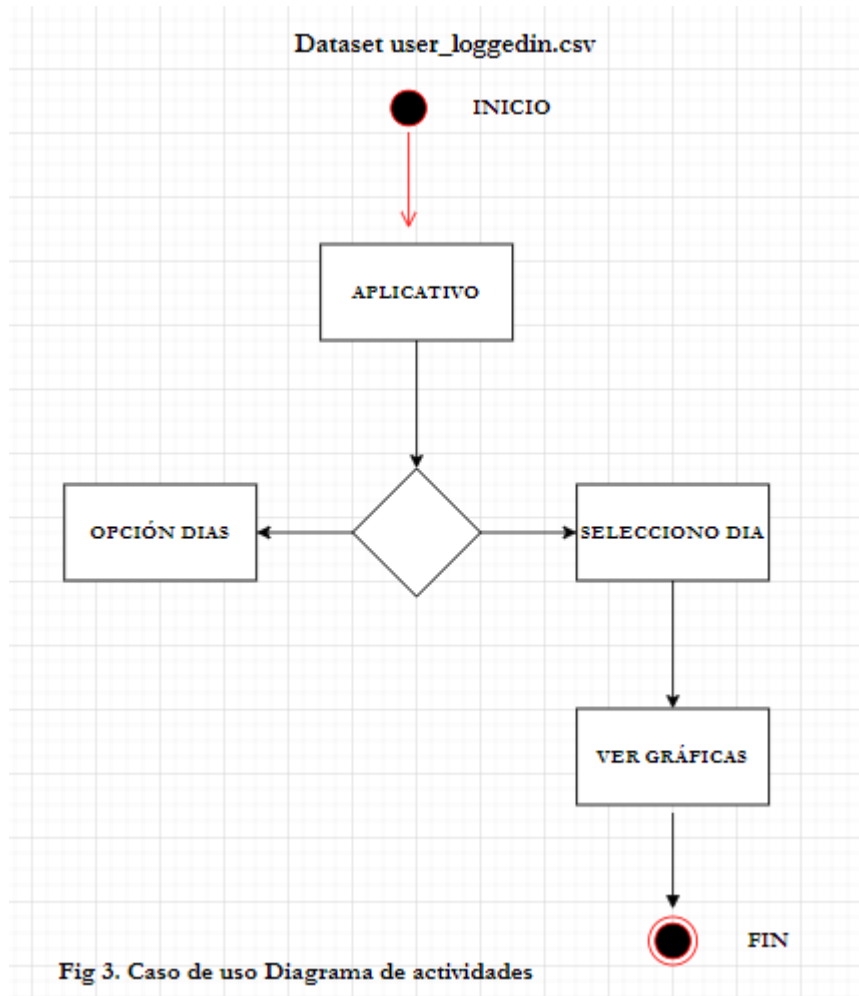 Dataset user_loggedin.csv
INICIO
APLICATIVO
OPCIÓN DIAS
SELECCIONO DIA
VER GRÁFICAS
FIN
Fig 3. Caso de uso Diagrama de actividades